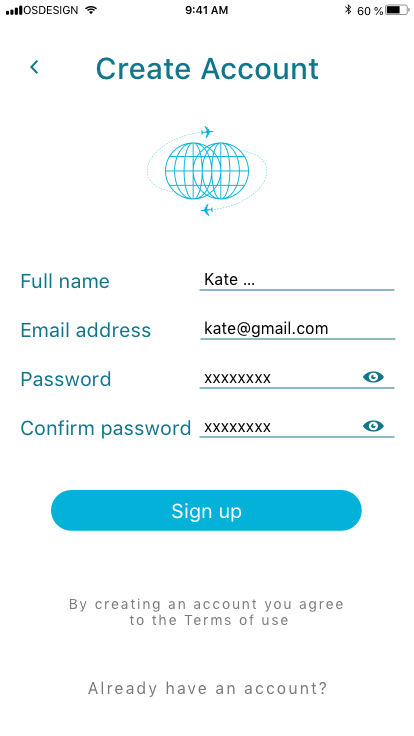 IOSDESIGN 9:41 AM 60 %
Create Account
Full name Kate ...
Email address kate@gmail.com
Password xxxxxxxx
Confirm password xxxxxxxx
Sign up
By creating an account you agree
to the Terms of use
Already have an account?